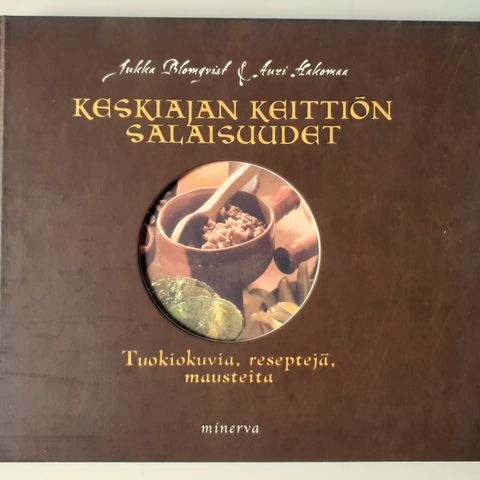 Jukka Blomqvist & Auri Hakomaa
KESKIAJAN KEITTIÖN
SALAISUUDET
Tuokiokuvia, reseptejä,
mausteita
minerva